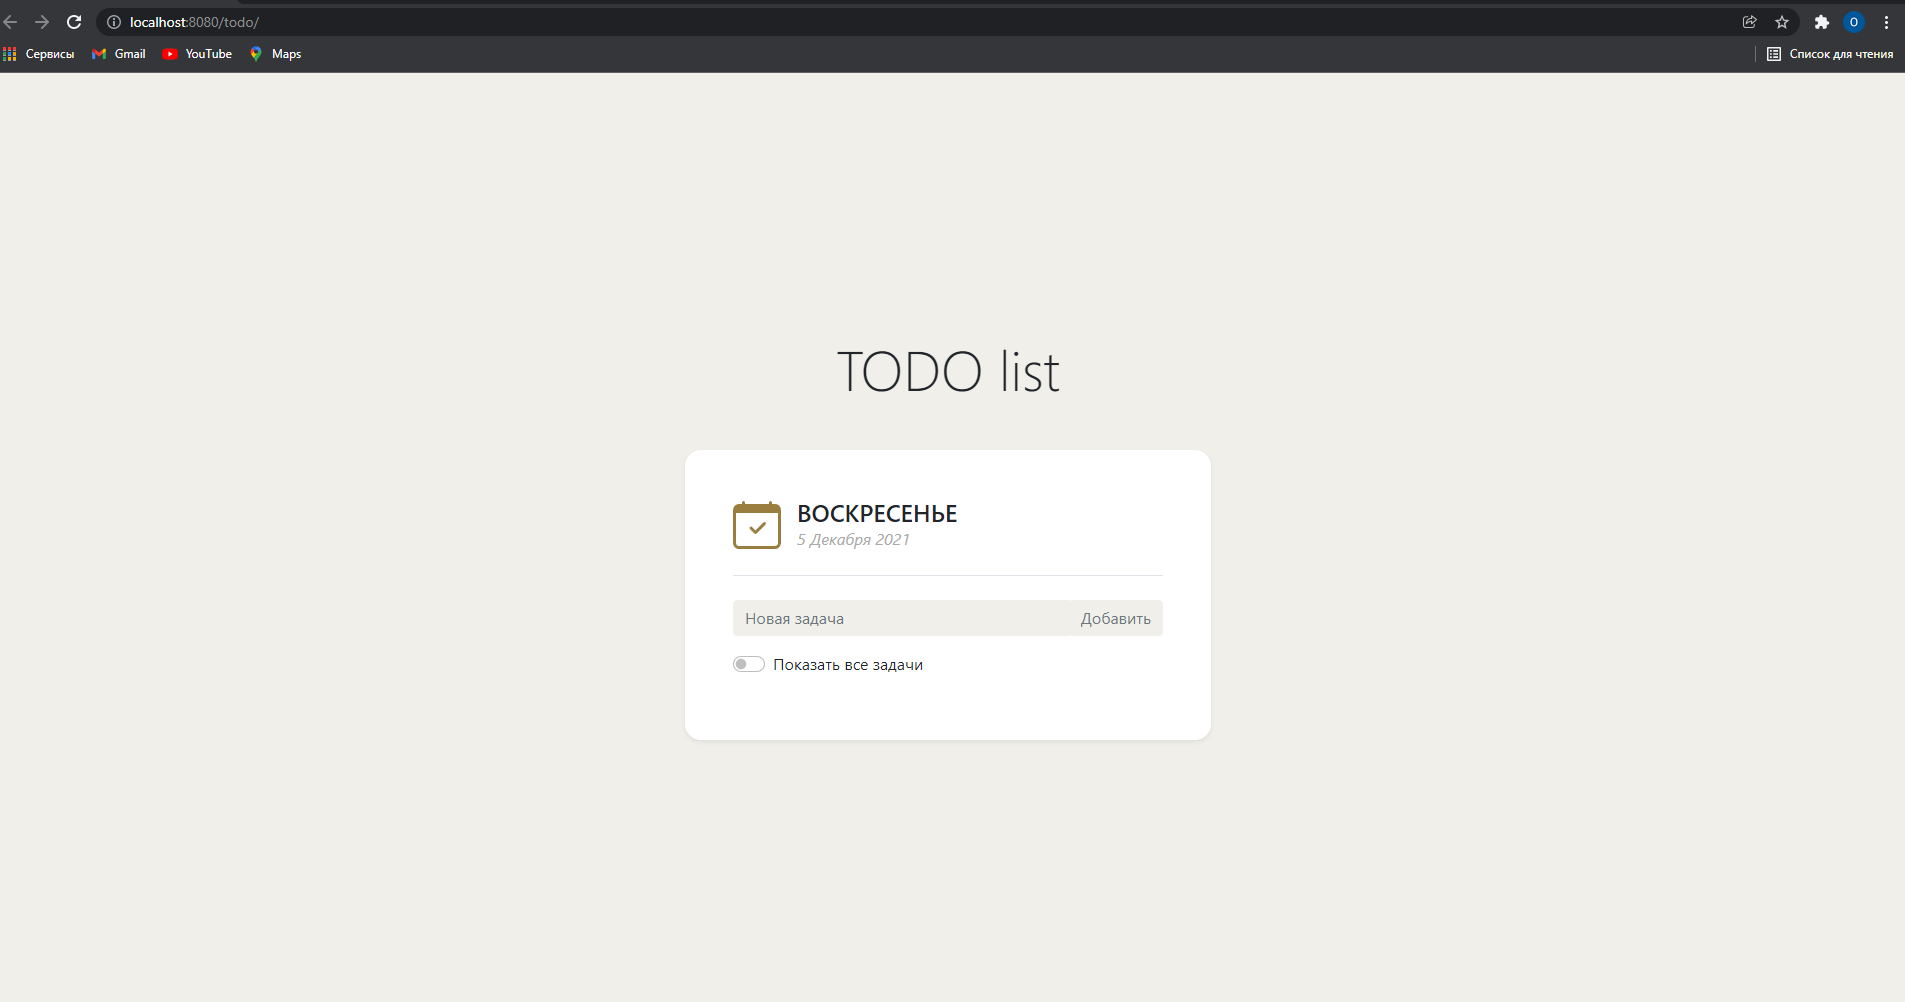 localhost:8080/todo/
O
Сервисы Gmail YouTube Maps Список для чтения
TODO list
ВОСКРЕСЕНЬЕ
5 Декабря 2021
Новая задача Добавить
Показать все задачи